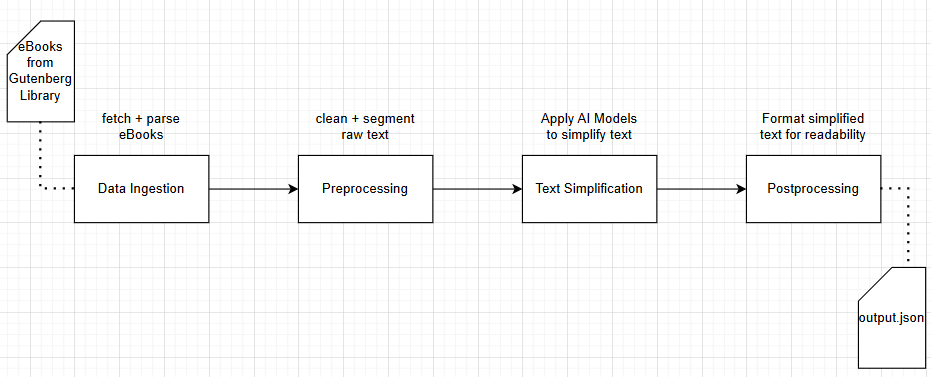 eBooks
from
Gutenberg
Library
fetch + parse
eBooks
clean + segment
raw text
Apply AI Models
to simplify text
Format simplified
text for readability
Data Ingestion
Preprocessing
Text Simplification
Postprocessing
output.json